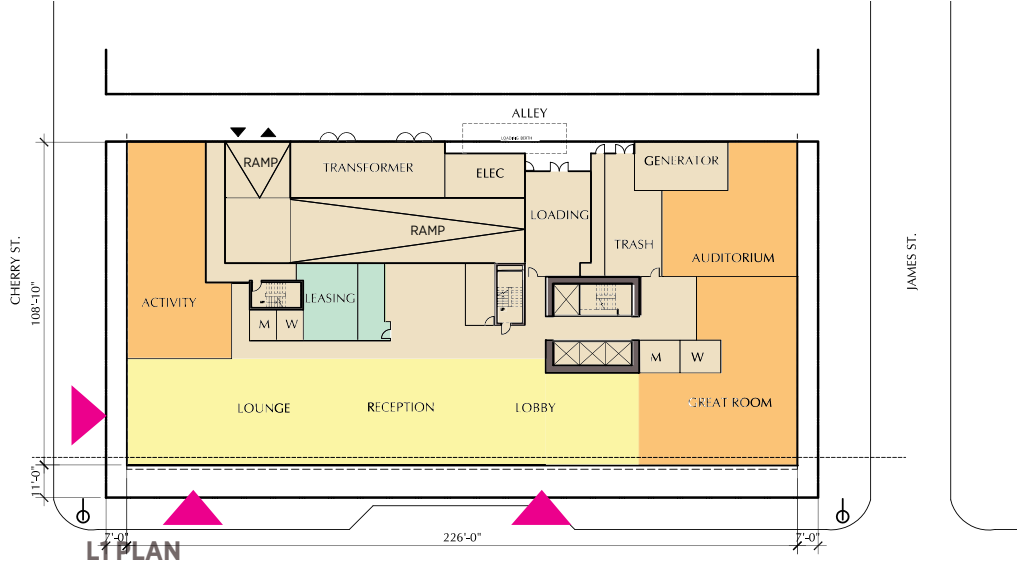 ALLEY
LOADING BERTH
RAMP
TRANSFORMER
ELEC
GENERATOR
LOADING
RAMP
TRASH
AUDITORIUM
CHERRY ST.
JAMES ST.
108'-10"
ACTIVITY
LEASING
M
W
M
W
LOUNGE
RECEPTION
LOBBY
GREAT ROOM
11'-0"
7'-0"
226'-0"
7'-0"
L1 PLAN